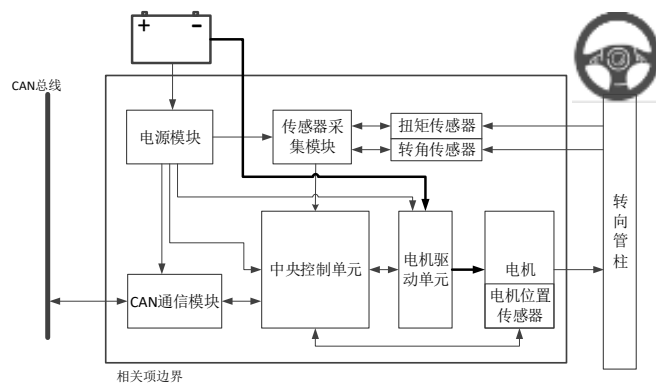 + -
CAN总线
电源模块
传感器采
集模块
扭矩传感器
转角传感器
转向管柱
中央控制单元
电机驱
动单元
电机
电机位置
传感器
CAN通信模块
相关项边界